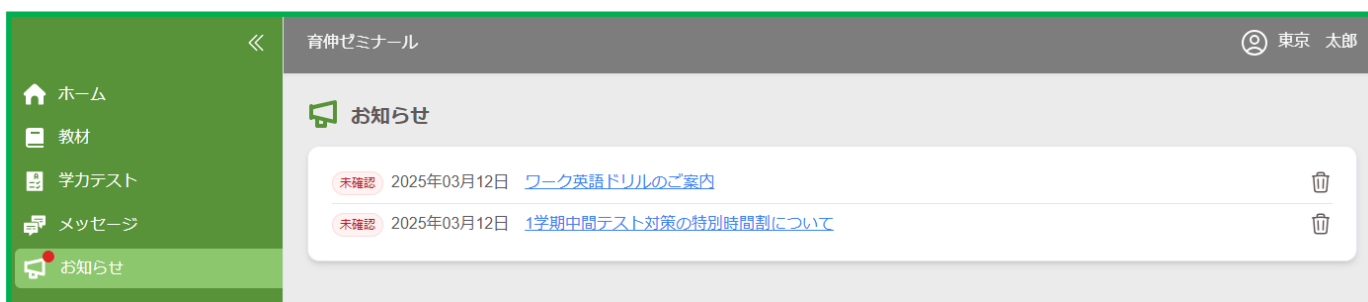 育伸ゼミナール
東京 太郎
ホーム
教材
学力テスト
メッセージ
お知らせ
お知らせ
未確認 2025年03月12日 ワーク英語ドリルのご案内
未確認 2025年03月12日 1学期中間テスト対策の特別時間割について